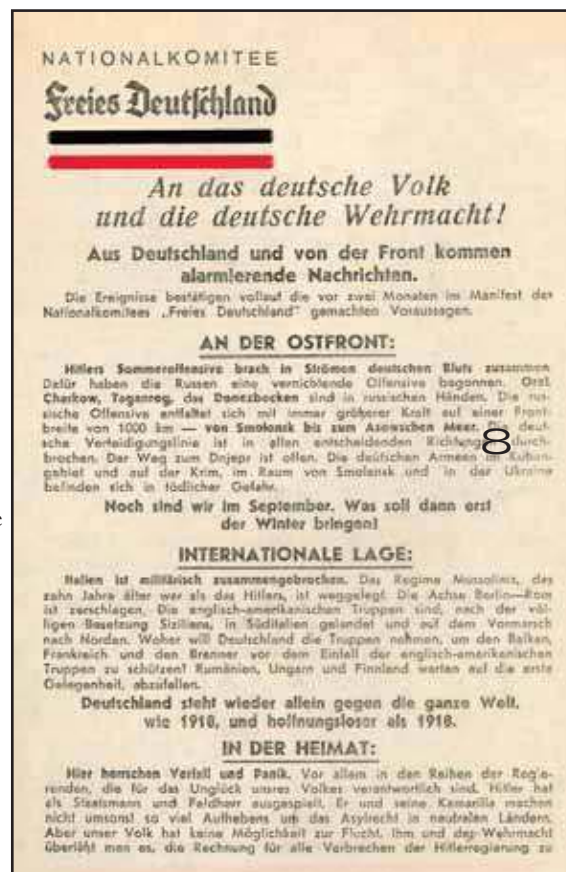 NATIONALKOMITEE
Freies Deutſchland
An das deutsche Volk
und die deutsche Wehrmacht!
Aus Deutschland und von der Front kommen
alarmierende Nachrichten.
Die Ereignisse bestätigen vollauf die vor zwei Monaten im Manifest des
Nationalkomitees „Freies Deutschland" gemachten Voraussagen.
AN DER OSTFRONT:
Hitlers Sommeroffensive brach in Strömen deutschen Bluts zusammen
Dafür haben die Russen eine vernichtende Offensive begonnen. Orel,
Charkow, Taganrog, das Donezbecken sind in russischen Händen. Die rus-
sische Offensive entfaltet sich mit immer größerer Kraft auf einer Front-
breite von 1000 km — von Smolensk bis zum Asowschen Meer. Die deut-
sche Verteidigungslinie ist in allen entscheidenden durch-
brochen. Der Weg zum Dnjepr ist offen. Die deutschen Armeen im Kuban-
gebiet und auf der Krim, im Raum von Smolensk und in der Ukraine
befinden sich in tödlicher Gefahr.
8
Noch sind wir im September. Was soll dann erst
der Winter bringen!
INTERNATIONALE LAGE:
Italien ist militärisch zusammengebrochen. Das Regime Mussolinis, das
zehn Jahre älter war als das Hitlers, ist weggefegt. Die Achse Berlin—Rom
ist zerschlagen. Die englisch-amerikanischen Truppen sind, nach der völ-
ligen Besetzung Siziliens, in Süditalien gelandet und auf dem Vormarsch
nach Norden. Woher will Deutschland die Truppen nehmen, um den Balkan,
Frankreich und den Brenner vor dem Einfall der englisch-amerikanischen
Truppen zu schützen! Rumänien, Ungarn und Finnland warten auf die erste
Gelegenheit, abzufallen.
Deutschland steht wieder allein gegen die ganze Welt,
wie 1918, und hoffnungsloser als 1918.
IN DER HEIMAT:
Hier herrschen Verfall und Panik. Vor allem in den Reihen der Regie-
renden, die für das Unglück unsres Volkes verantwortlich sind. Hitler hat
als Staatsmann und Feldherr ausgespielt. Er und seine Kamarilla machen
nicht umsonst so viel Aufhebens um das Asylrecht in neutralen Ländern.
Aber unser Volk hat keine Möglichkeit zur Flucht. Ihm und der Wehrmacht
überläßt man es, die Rechnung für alle Verbrechen der Hitlerregierung zu